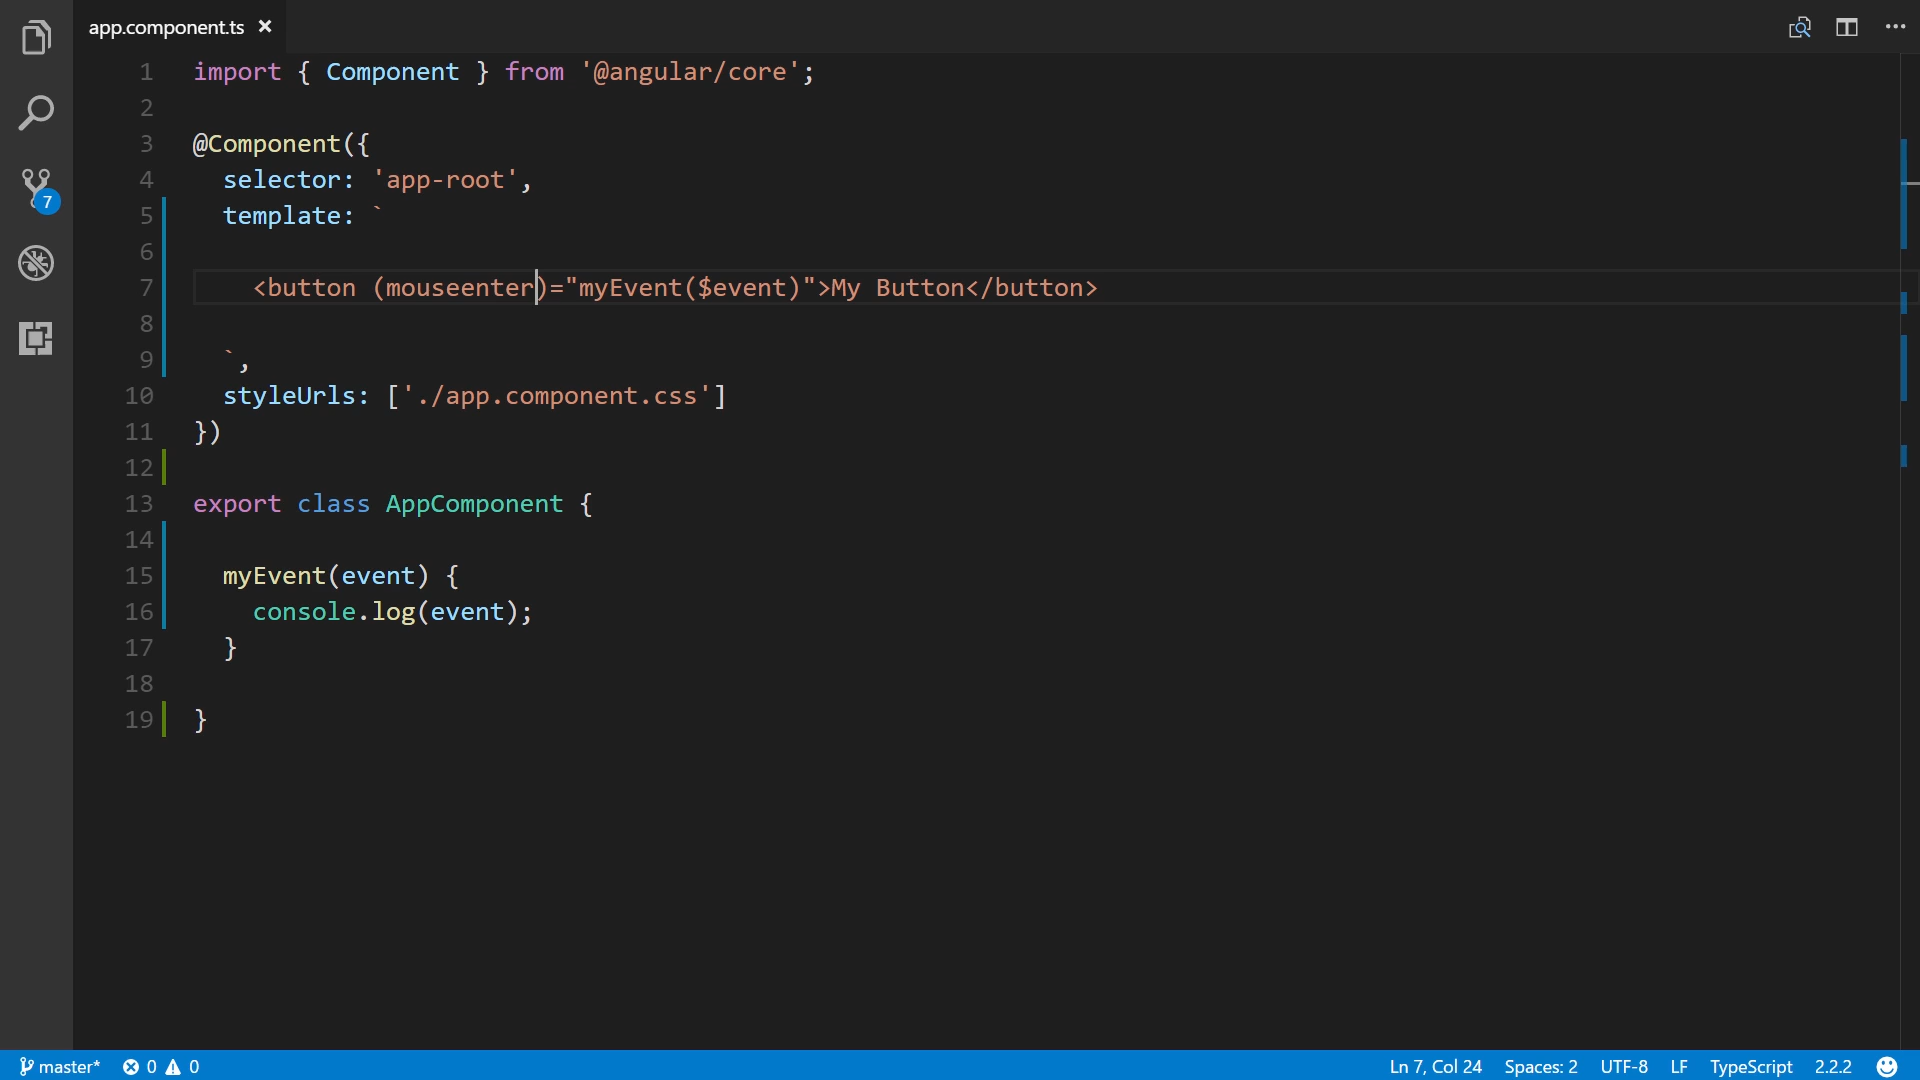 app.component.ts
1 import { Component } from '@angular/core';
2
3 @Component({
4 selector: 'app-root',
5 template: `
6
7 <button (mouseenter)="myEvent($event)">My Button</button>
8
9 `,
10 styleUrls: ['./app.component.css']
11 })
12
13 export class AppComponent {
14
15 myEvent(event) {
16 console.log(event);
17 }
18
19 }
7
master* 0 0 Ln 7, Col 24 Spaces: 2 UTF-8 LF TypeScript 2.2.2